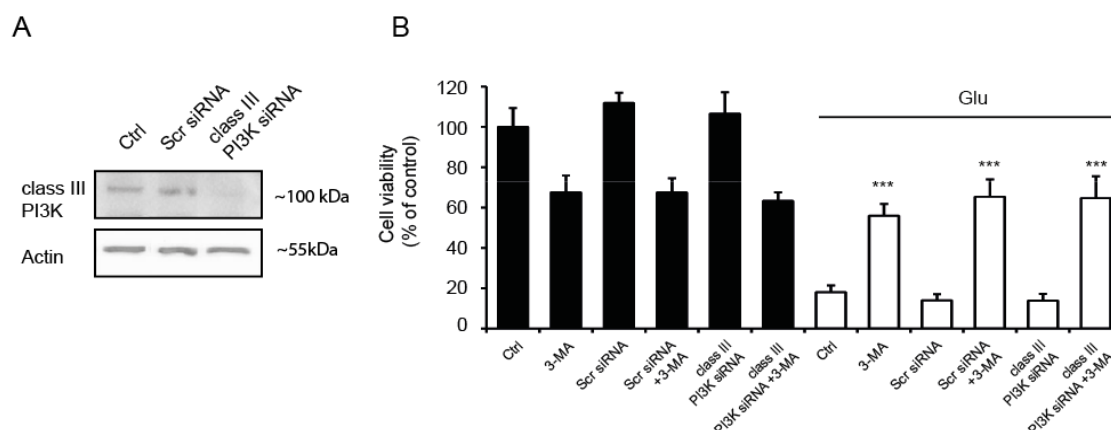 A
Ctrl
Scr siRNA
class III
PI3K siRNA
class III
PI3K
~100 kDa
Actin
~55kDa
B
Cell viability
(% of control)
120
100
80
60
40
20
0
Glu
***
***
***
Ctrl
3-MA
Scr siRNA
Scr siRNA
+3-MA
class III
PI3K siRNA
class III
PI3K siRNA +3-MA
Ctrl
3-MA
Scr siRNA
Scr siRNA
+3-MA
class III
PI3K siRNA
class III
PI3K siRNA +3-MA